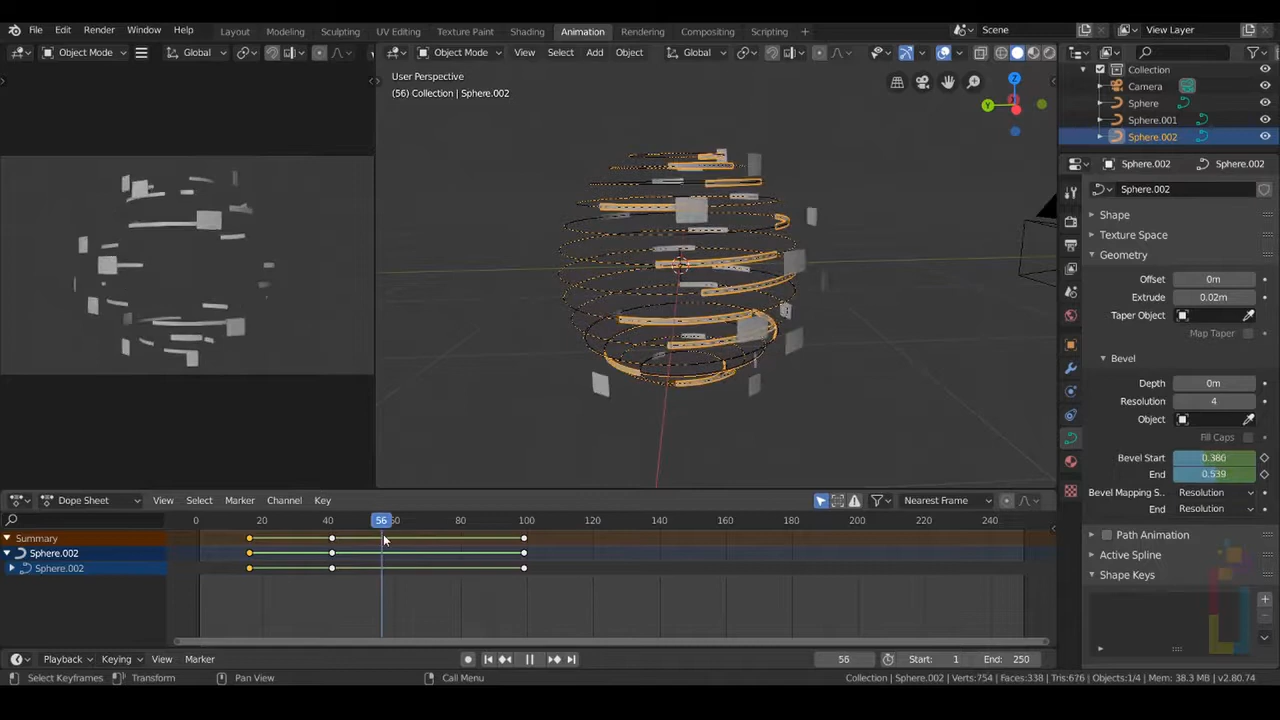 File Edit Render Window Help Layout Modeling Sculpting UV Editing Texture Paint Shading Animation Rendering Compositing Scripting + Scene View Layer
Object Mode Global Object Mode View Select Add Object Global
User Perspective
(56) Collection | Sphere.002
Z
Y
Collection
Camera
Sphere
Sphere.001
Sphere.002
Sphere.002 Sphere.002
Sphere.002
Shape
Texture Space
Geometry
Offset 0m
Extrude 0.02m
Taper Object
Map Taper
Bevel
Depth 0m
Resolution 4
Object
Fill Caps
Bevel Start 0.386
End 0.539
Bevel Mapping S.. Resolution
End Resolution
Path Animation
Active Spline
Shape Keys
Dope Sheet View Select Marker Channel Key Nearest Frame
0 20 40 56 60 80 100 120 140 160 180 200 220 240
Summary
Sphere.002
Sphere.002
Playback Keying View Marker 56 Start: 1 End: 250
Select Keyframes Transform Pan View Call Menu Collection | Sphere.002 | Verts:754 | Faces:338 | Tris:676 | Objects:1/4 | Mem: 38.3 MB | v2.80.74